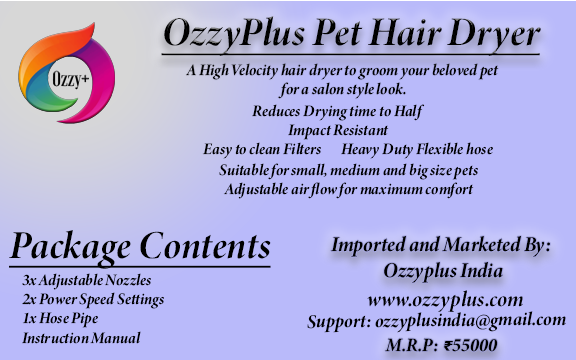 Ozzy+
OzzyPlus Pet Hair Dryer
A High Velocity hair dryer to groom your beloved pet
for a salon style look.
Reduces Drying time to Half
Impact Resistant
Easy to clean Filters Heavy Duty Flexible hose
Suitable for small, medium and big size pets
Adjustable air flow for maximum comfort
Package Contents
3x Adjustable Nozzles
2x Power Speed Settings
1x Hose Pipe
Instruction Manual
Imported and Marketed By:
Ozzyplus India
www.ozzyplus.com
Support: ozzyplusindia@gmail.com
M.R.P: ₹55000